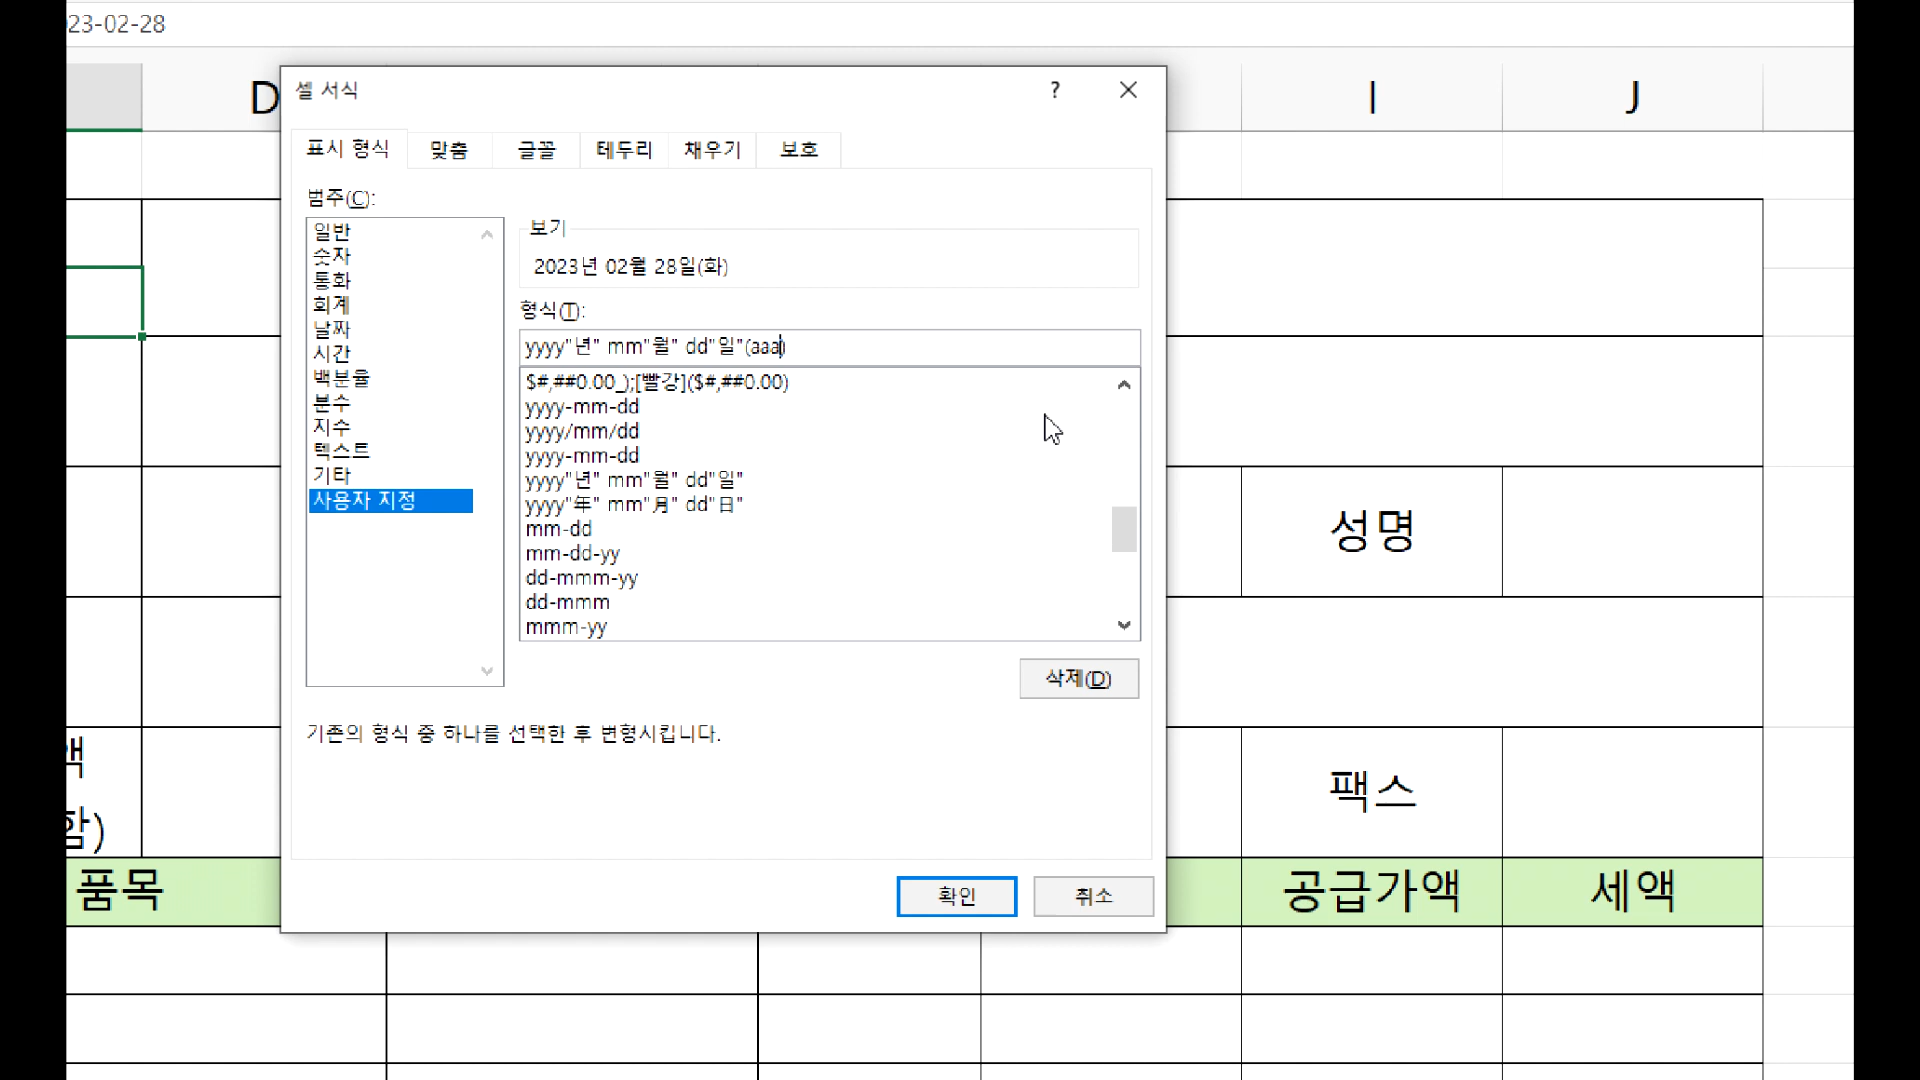 23-02-28
D
I
J
셀 서식
?
표시 형식 맞춤 글꼴 테두리 채우기 보호
범주(C):
일반
숫자
통화
회계
날짜
시간
백분율
분수
지수
텍스트
기타
사용자 지정
보기
2023년 02월 28일(화)
형식(T):
yyyy"년" mm"월" dd"일"(aaa)
$#,##0.00_);[빨강]($#,##0.00)
yyyy-mm-dd
yyyy/mm/dd
yyyy-mm-dd
yyyy"년" mm"월" dd"일"
yyyy"年" mm"月" dd"日"
mm-dd
mm-dd-yy
dd-mmm-yy
dd-mmm
mmm-yy
삭제(D)
기존의 형식 중 하나를 선택한 후 변형시킵니다.
확인
취소
성명
팩스
액
함)
품목
공급가액
세액